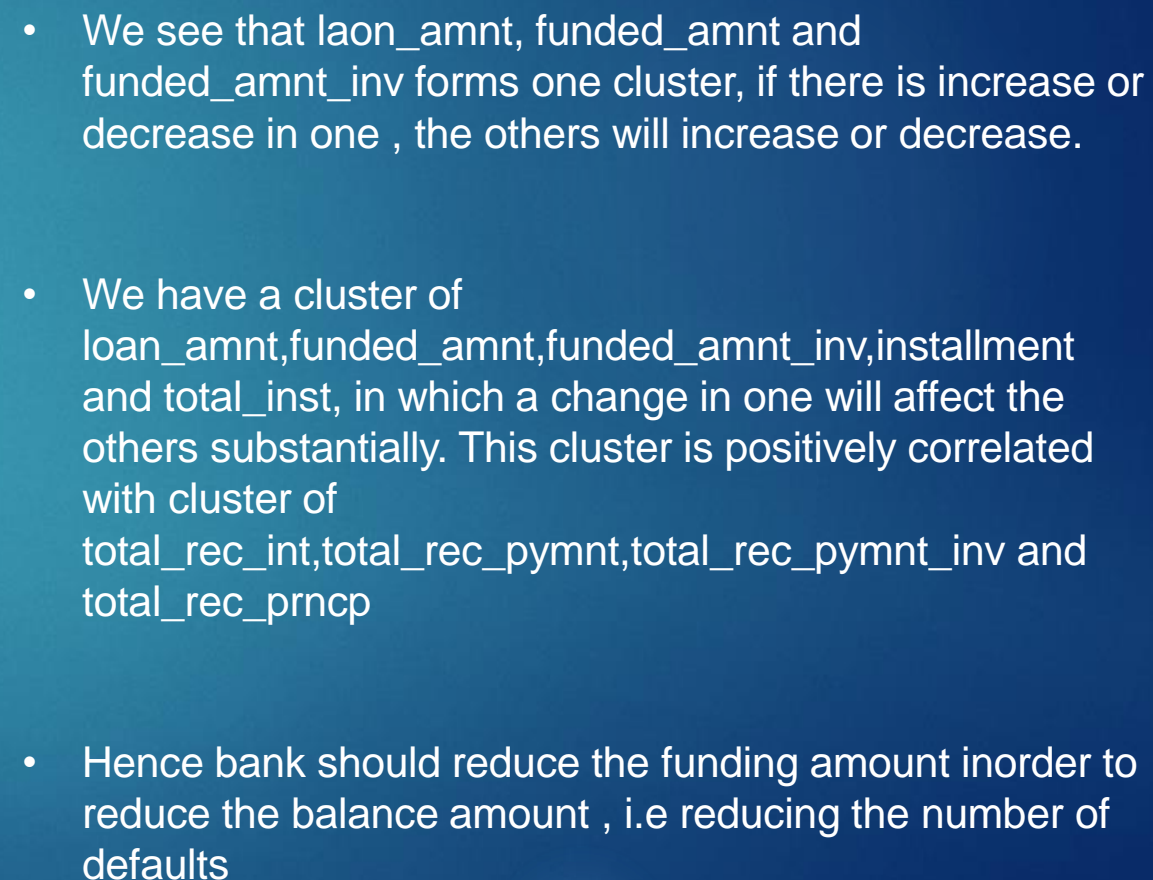 • We see that laon_amnt, funded_amnt and
funded_amnt_inv forms one cluster, if there is increase or
decrease in one , the others will increase or decrease.
• We have a cluster of
loan_amnt,funded_amnt,funded_amnt_inv,installment
and total_inst, in which a change in one will affect the
others substantially. This cluster is positively correlated
with cluster of
total_rec_int,total_rec_pymnt,total_rec_pymnt_inv and
total_rec_prncp
• Hence bank should reduce the funding amount inorder to
reduce the balance amount , i.e reducing the number of
defaults